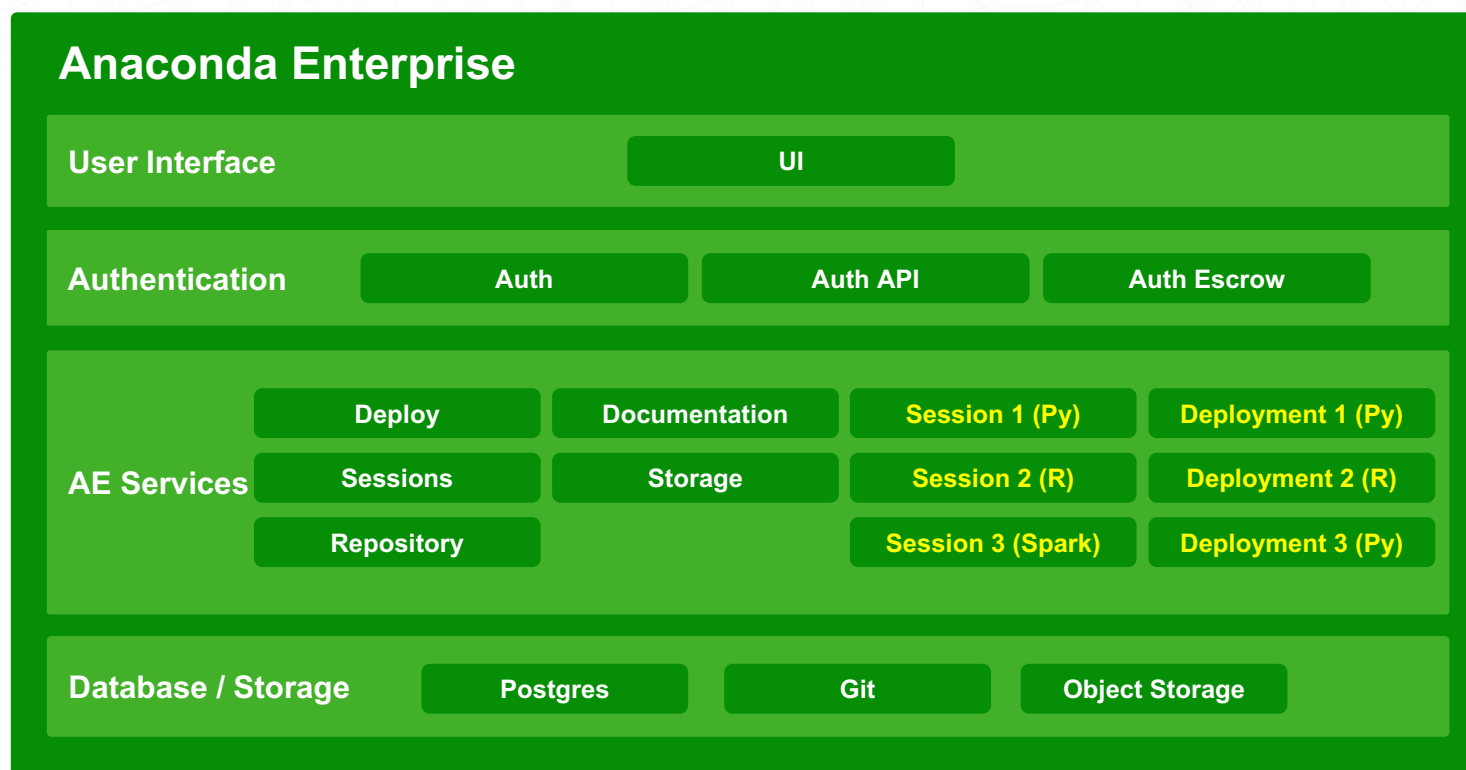 Anaconda Enterprise
User Interface
UI
Authentication
Auth
Auth API
Auth Escrow
AE Services
Deploy
Documentation
Session 1 (Py)
Deployment 1 (Py)
Sessions
Storage
Session 2 (R)
Deployment 2 (R)
Repository
Session 3 (Spark)
Deployment 3 (Py)
Database / Storage
Postgres
Git
Object Storage